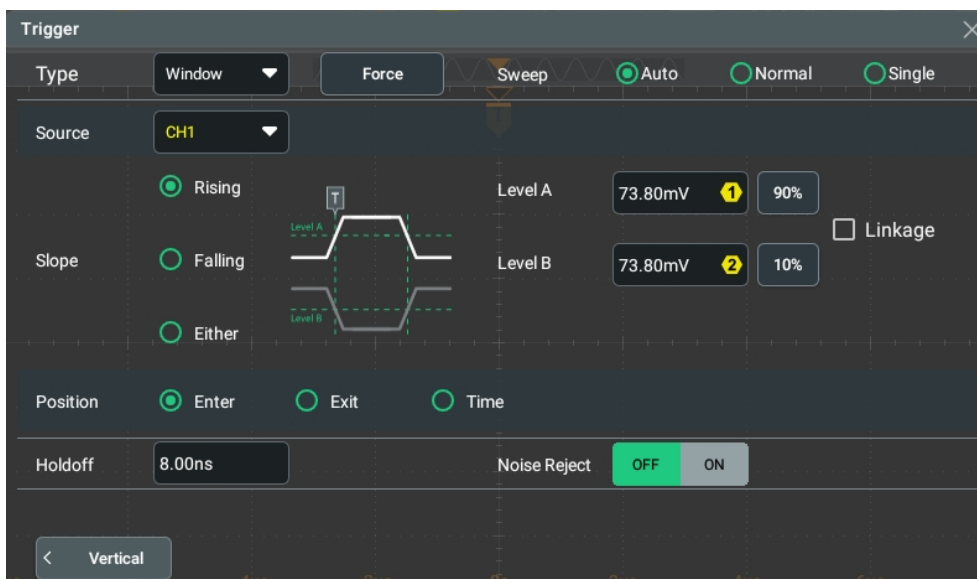 Trigger
Type Window Force Sweep Auto Normal Single
Source CH1
Rising
T
Level A 73.80mV 1 90%
Level A
Linkage
Slope Falling
Level B 73.80mV 2 10%
Level B
Either
Position Enter Exit Time
Holdoff 8.00ns Noise Reject OFF ON
Vertical